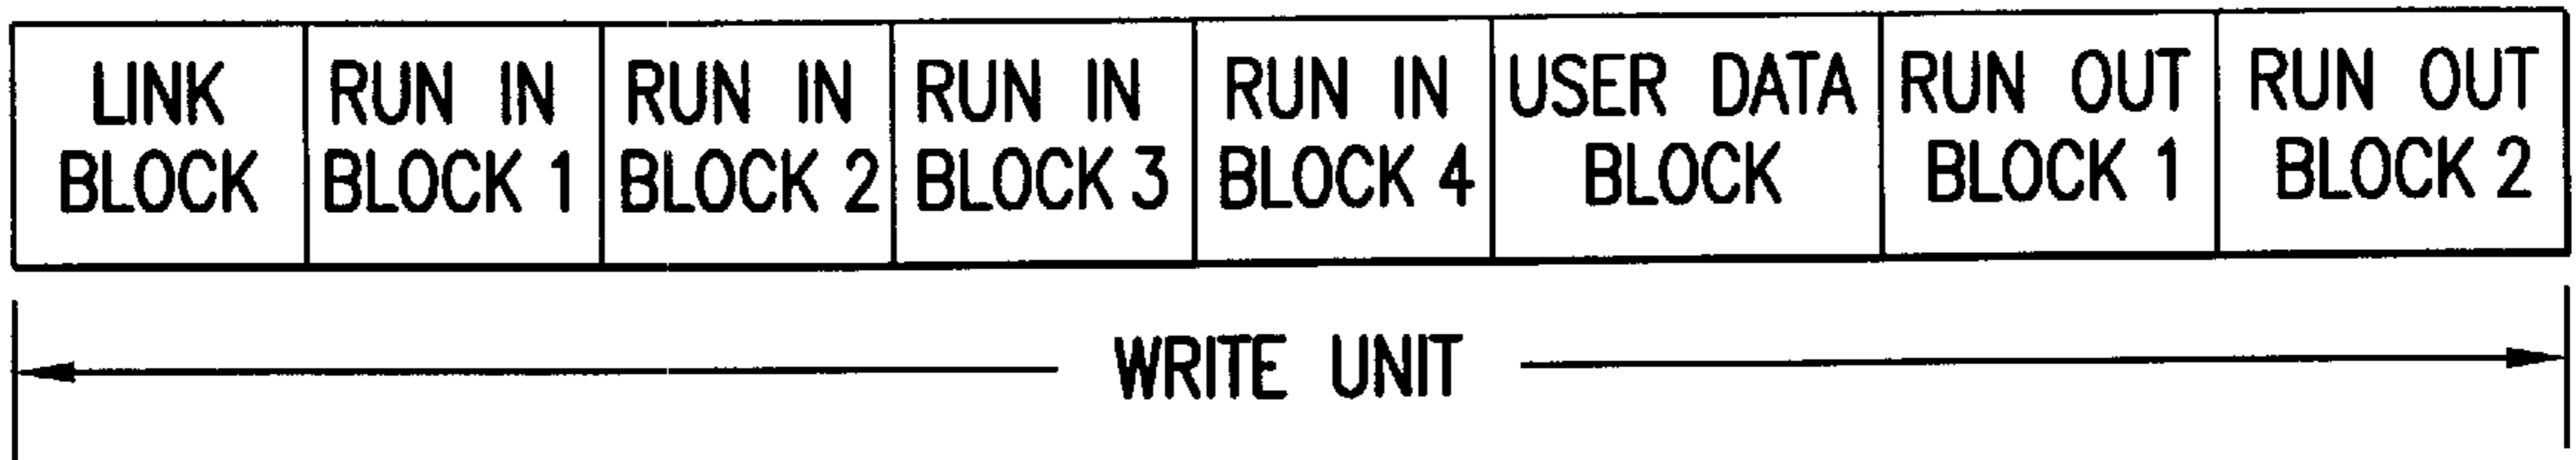 LINK BLOCK
RUN IN BLOCK 1
RUN IN BLOCK 2
RUN IN BLOCK 3
RUN IN BLOCK 4
USER DATA BLOCK
RUN OUT BLOCK 1
RUN OUT BLOCK 2
WRITE UNIT